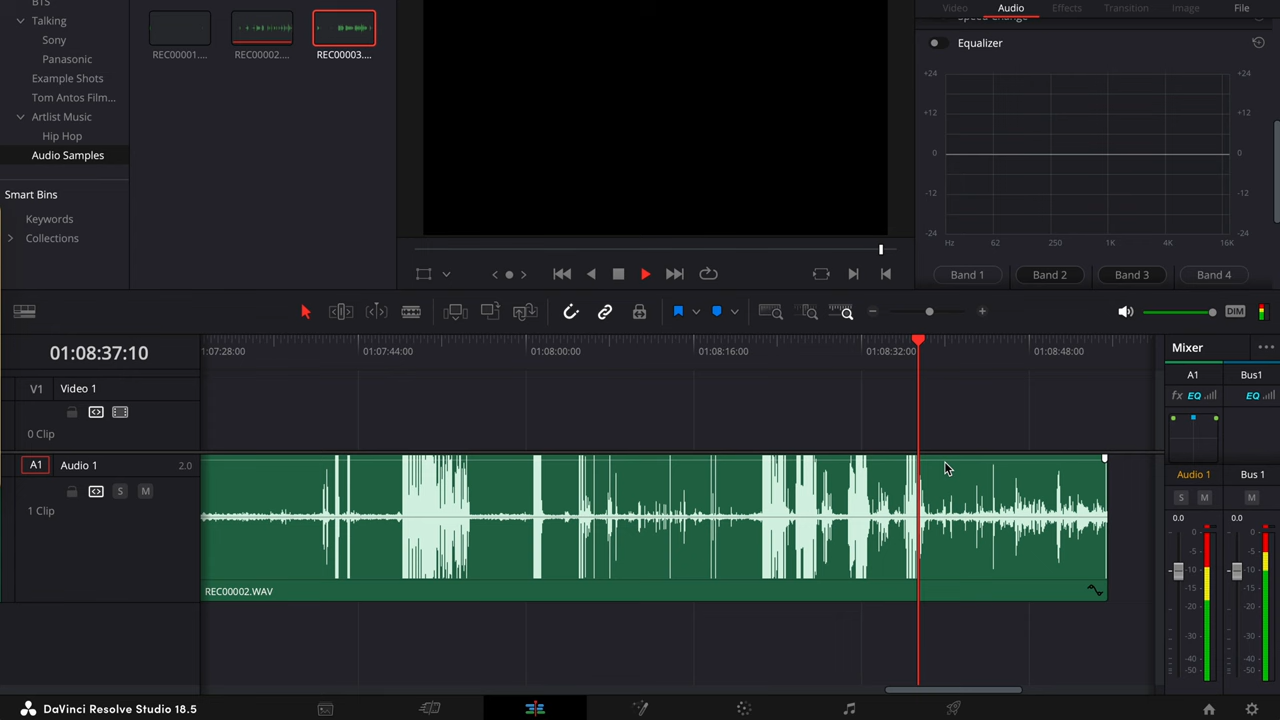 BTS
Talking
Sony
Panasonic
Example Shots
Tom Antos Film...
Artlist Music
Hip Hop
Audio Samples
Smart Bins
Keywords
Collections
REC00001....
REC00002....
REC00003....
Video
Audio
Effects
Transition
Image
File
Speed Change
Equalizer
+24 +24
+12 +12
0 0
-12 -12
-24 -24
Hz 62 250 1K 4K 16K
Band 1
Band 2
Band 3
Band 4
DIM
01:08:37:10
1:07:28:00
01:07:44:00
01:08:00:00
01:08:16:00
01:08:32:00
01:08:48:00
V1 Video 1
0 Clip
A1 Audio 1 2.0
S M
1 Clip
REC00002.WAV
Mixer
A1 Bus1
fx EQ EQ
Audio 1 Bus 1
S M M
0.0 0.0
0 0
-5 -5
-10 -10
-15 -15
-20 -20
-30 -30
-40 -40
-50 -50
DaVinci Resolve Studio 18.5